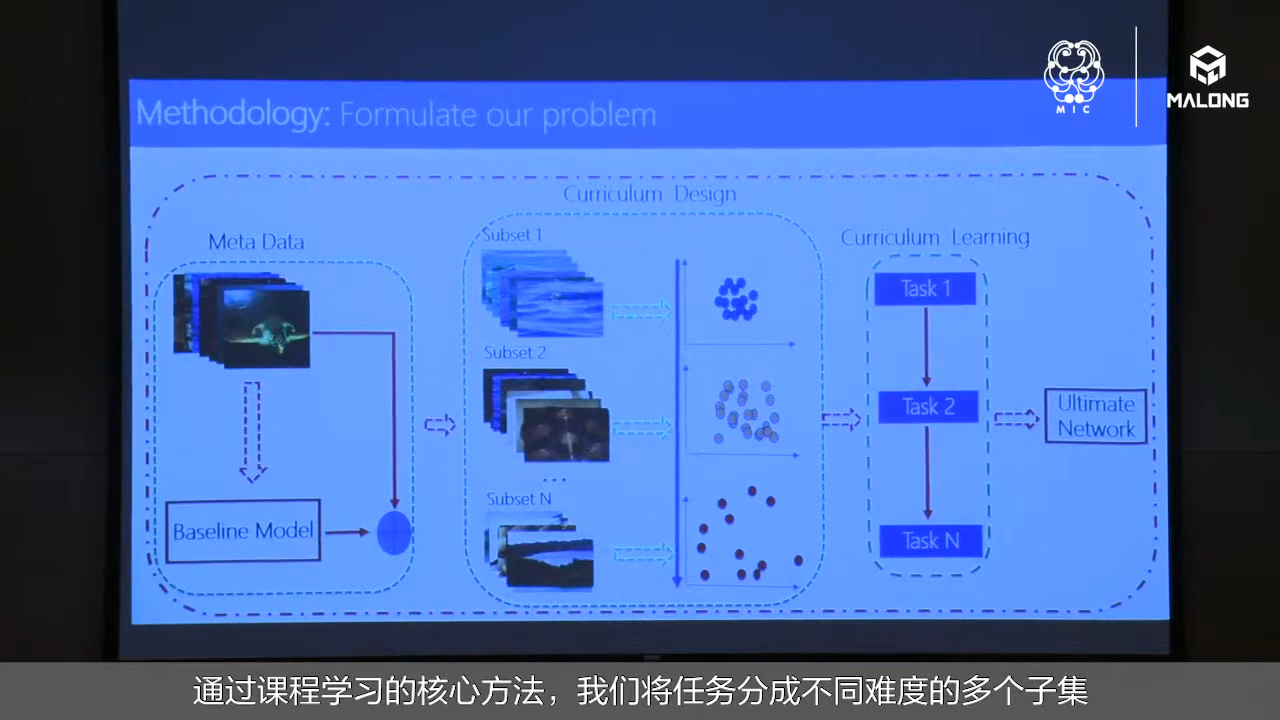 MIC
MALONG
Methodology: Formulate our problem
Curriculum Design
Meta Data
Baseline Model
Subset 1
Subset 2
...
Subset N
Curriculum Learning
Task 1
Task 2
Task N
Ultimate
Network
通过课程学习的核心方法，我们将任务分成不同难度的多个子集